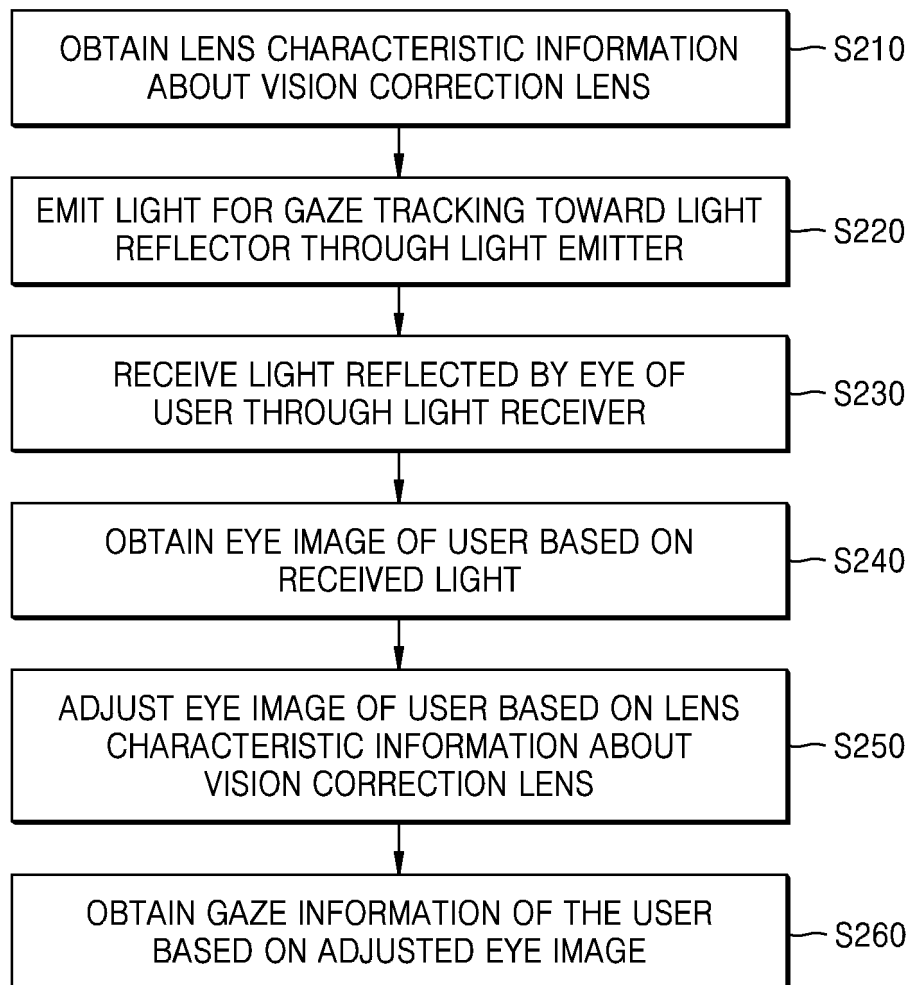 OBTAIN LENS CHARACTERISTIC INFORMATION
ABOUT VISION CORRECTION LENS
S210
EMIT LIGHT FOR GAZE TRACKING TOWARD LIGHT
REFLECTOR THROUGH LIGHT EMITTER
S220
RECEIVE LIGHT REFLECTED BY EYE OF
USER THROUGH LIGHT RECEIVER
S230
OBTAIN EYE IMAGE OF USER BASED ON
RECEIVED LIGHT
S240
ADJUST EYE IMAGE OF USER BASED ON LENS
CHARACTERISTIC INFORMATION ABOUT
VISION CORRECTION LENS
S250
OBTAIN GAZE INFORMATION OF THE USER
BASED ON ADJUSTED EYE IMAGE
S260